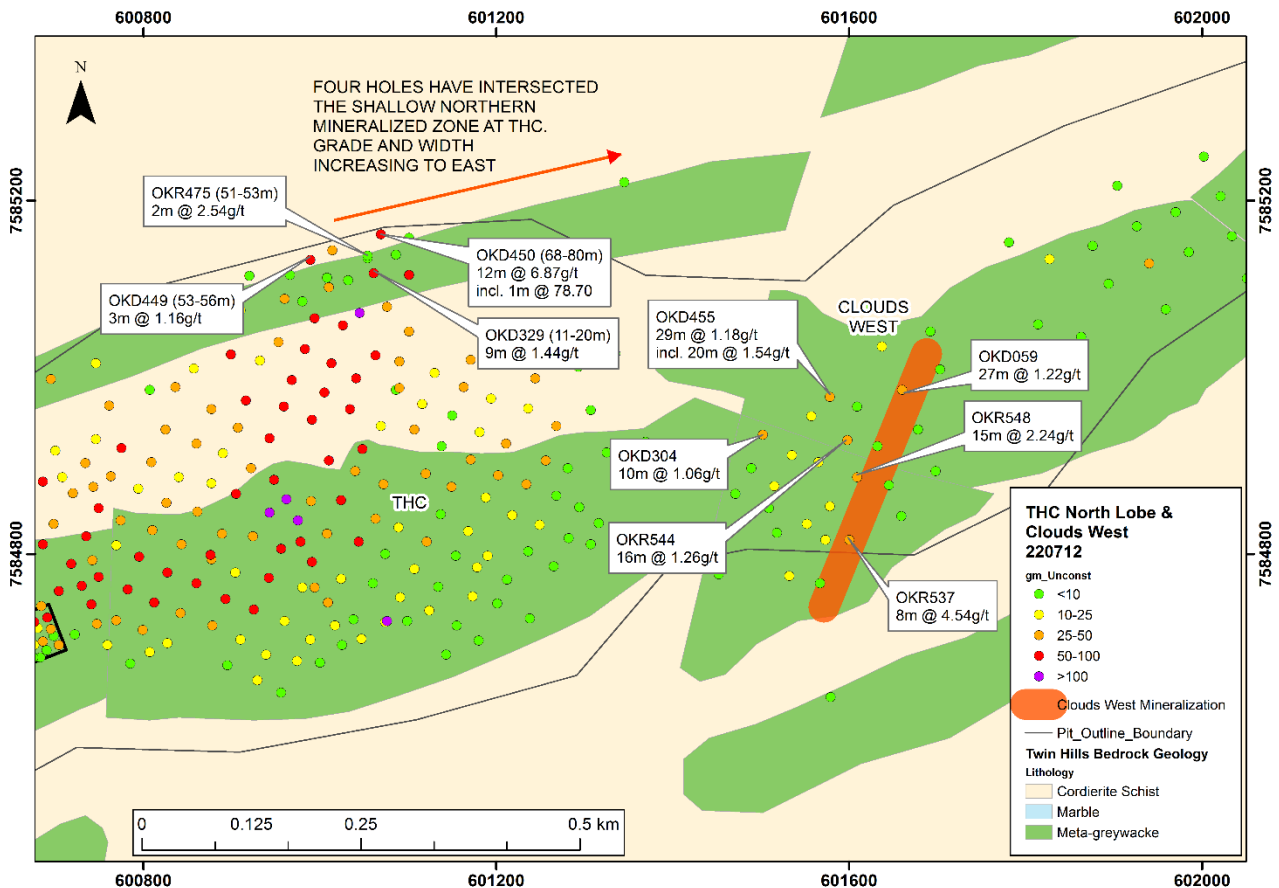 600800
601200
601600
602000
N
FOUR HOLES HAVE INTERSECTED
THE SHALLOW NORTHERN
MINERALIZED ZONE AT THC.
GRADE AND WIDTH
INCREASING TO EAST
7585200
7585200
OKR475 (51-53m)
2m @ 2.54g/t
OKD450 (68-80m)
12m @ 6.87g/t
incl. 1m @ 78.70
OKD449 (53-56m)
3m @ 1.16g/t
OKD329 (11-20m)
9m @ 1.44g/t
CLOUDS
WEST
OKD455
29m @ 1.18g/t
incl. 20m @ 1.54g/t
OKD059
27m @ 1.22g/t
OKR548
15m @ 2.24g/t
OKD304
10m @ 1.06g/t
THC
OKR544
16m @ 1.26g/t
OKR537
8m @ 4.54g/t
7584800
7584800
THC North Lobe &
Clouds West
220712
gm_Unconst
<10
10-25
25-50
50-100
>100
Clouds West Mineralization
Pit_Outline_Boundary
Twin Hills Bedrock Geology
Lithology
Cordierite Schist
Marble
Meta-greywacke
0 0.125 0.25 0.5 km
600800
601200
601600
602000